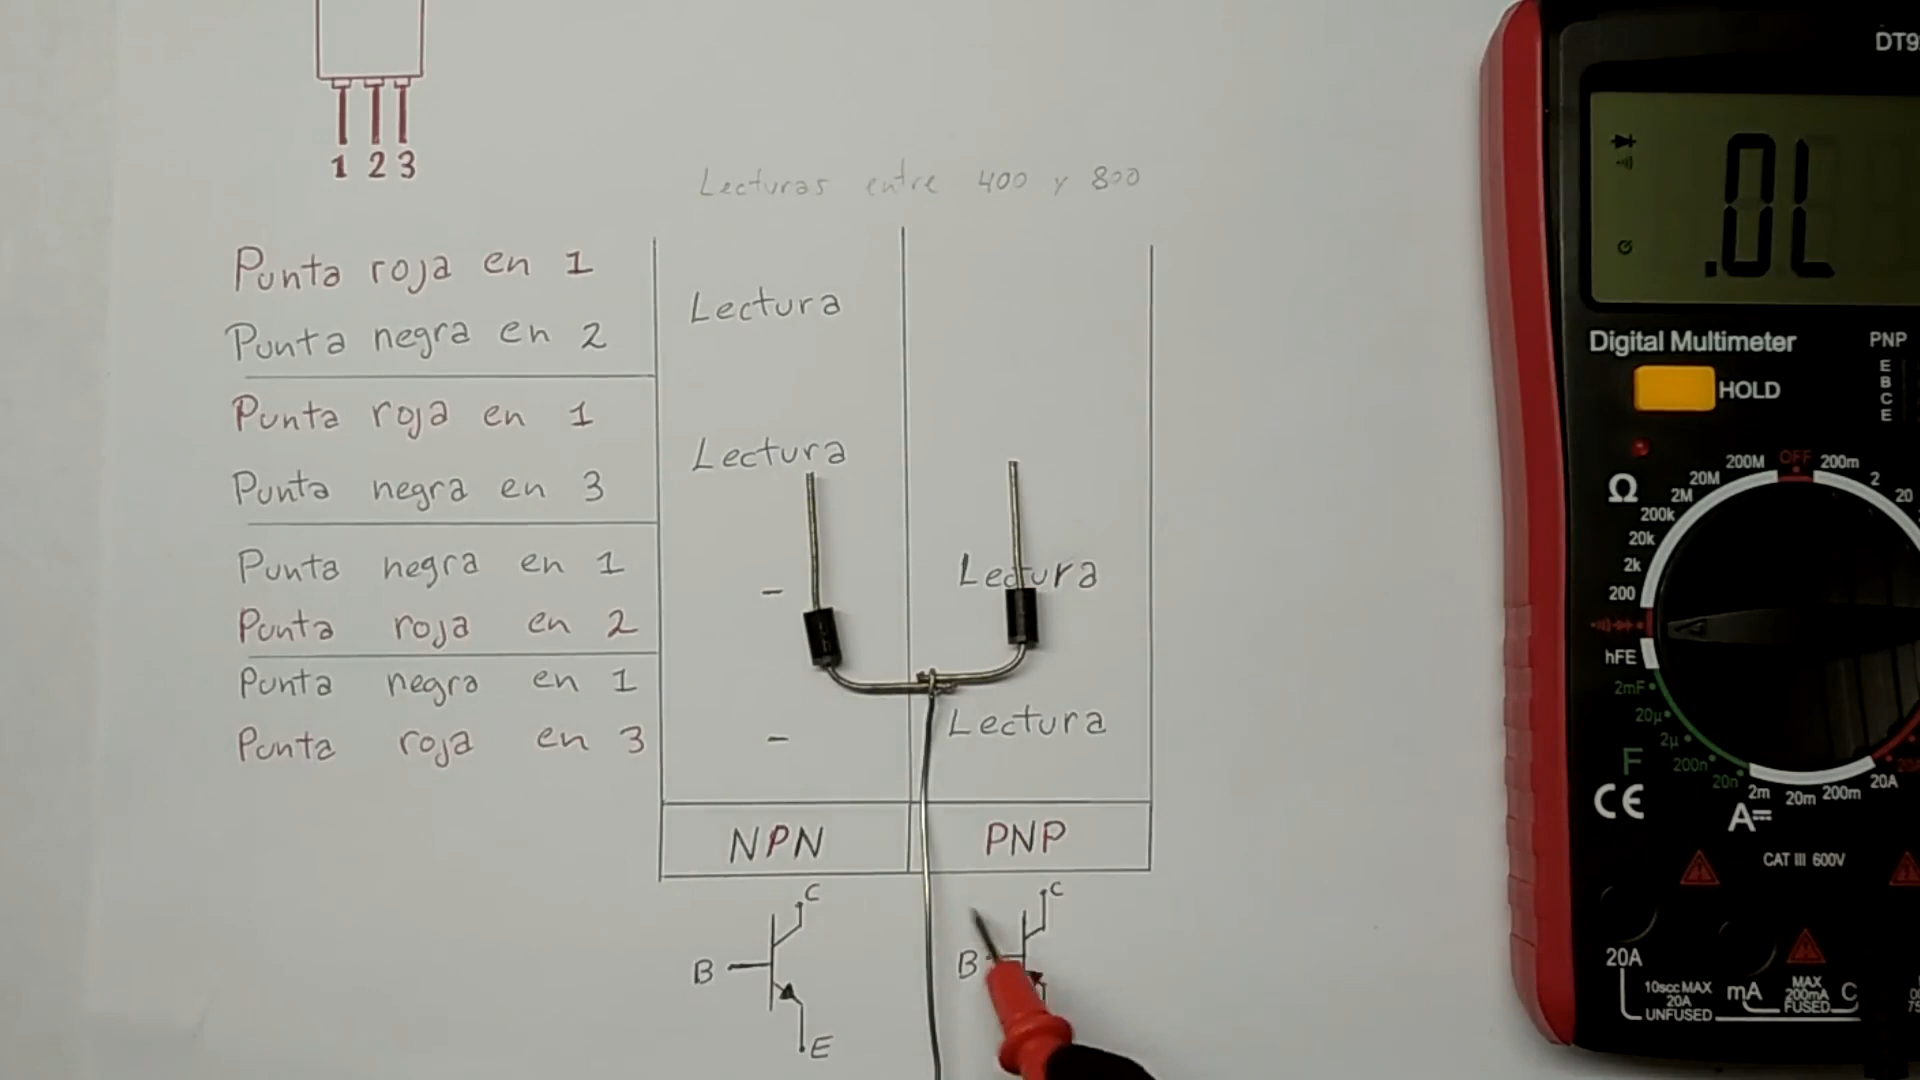 1 2 3
Lecturas entre 400 y 800
Punta roja en 1
Punta negra en 2
Lectura
Punta roja en 1
Punta negra en 3
Lectura
Punta negra en 1
Punta roja en 2
-
Lectura
Punta negra en 1
Punta roja en 3
-
Lectura
NPN
PNP
B
C
E
B
C
DT9
.0L
Digital Multimeter
PNP
HOLD
E
B
C
E
OFF
200M
200m
20M
2
Ω
2M
20
200k
20k
2k
200
hFE
2mF
20µ
2µ
F
200n
20n
20A
2m
20m
200m
CE
A
CAT III 600V
20A
10sec MAX
20A
UNFUSED
mA
MAX
200mA
FUSED
C